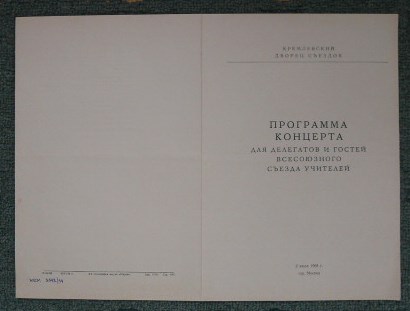 КРЕМЛЕВСКИЙ
ДВОРЕЦ СЪЕЗДОВ
ПРОГРАММА
КОНЦЕРТА
ДЛЯ ДЕЛЕГАТОВ И ГОСТЕЙ
ВСЕСОЮЗНОГО
СЪЕЗДА УЧИТЕЛЕЙ